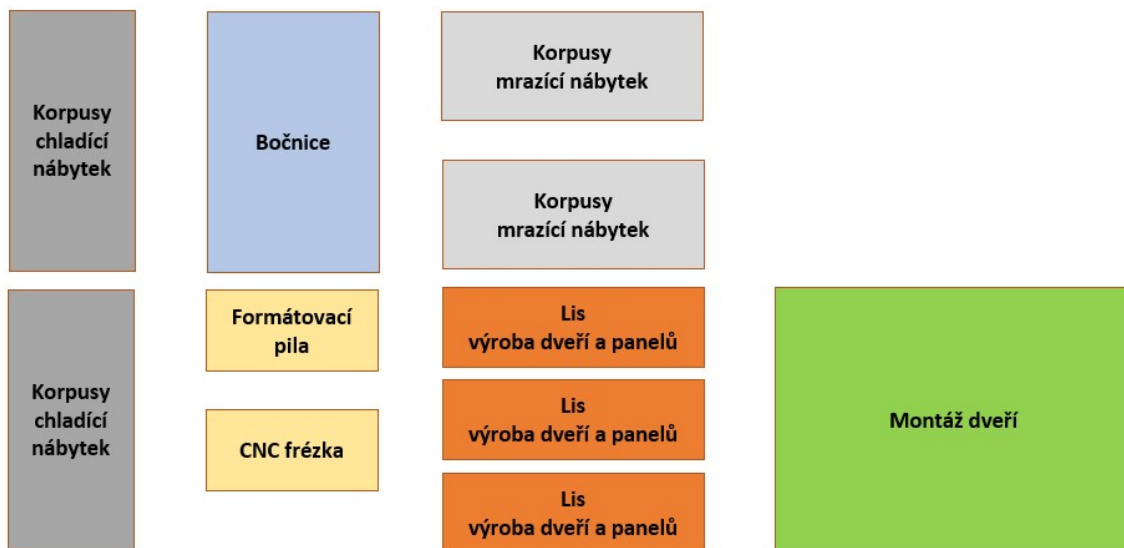 Korpusy
chladící
nábytek
Bočnice
Korpusy
mrazící nábytek
Korpusy
mrazící nábytek
Korpusy
chladící
nábytek
Formátovací
pila
CNC frézka
Lis
výroba dveří a panelů
Lis
výroba dveří a panelů
Lis
výroba dveří a panelů
Montáž dveří